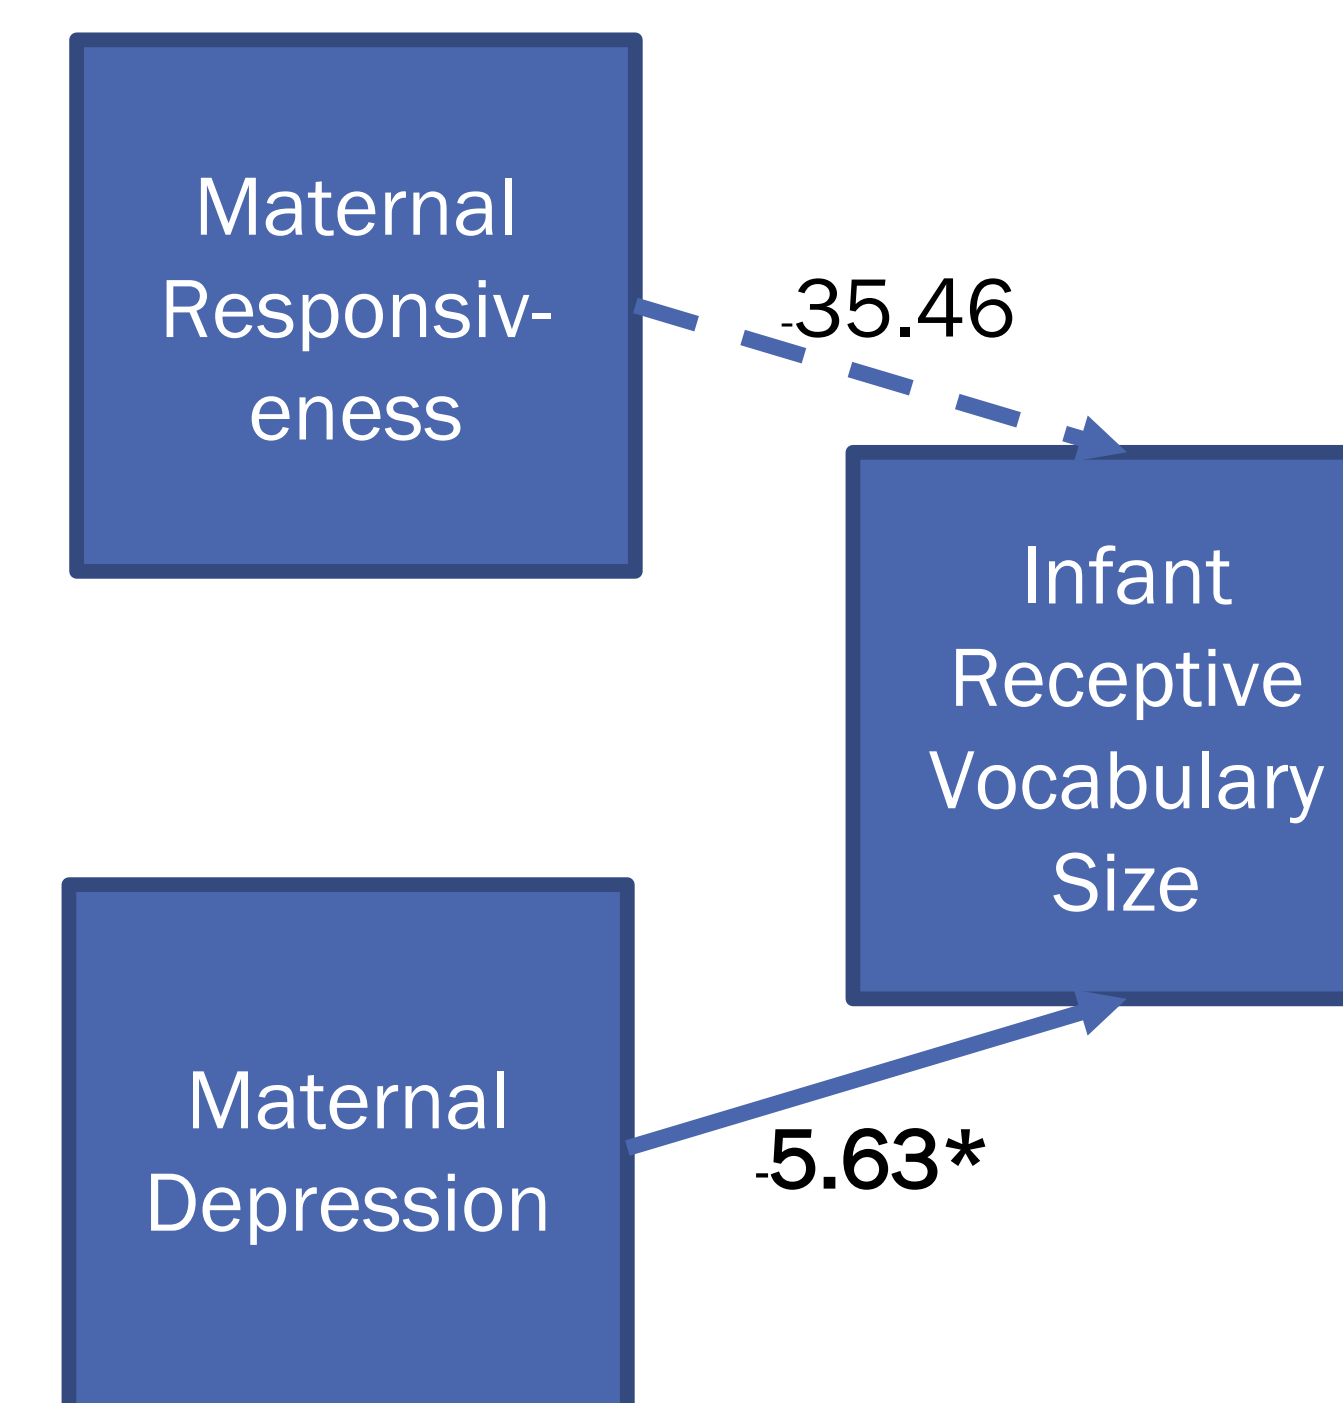 Maternal
Responsiv-
eness
-35.46
Infant
Receptive
Vocabulary
Size
Maternal
Depression
-5.63*